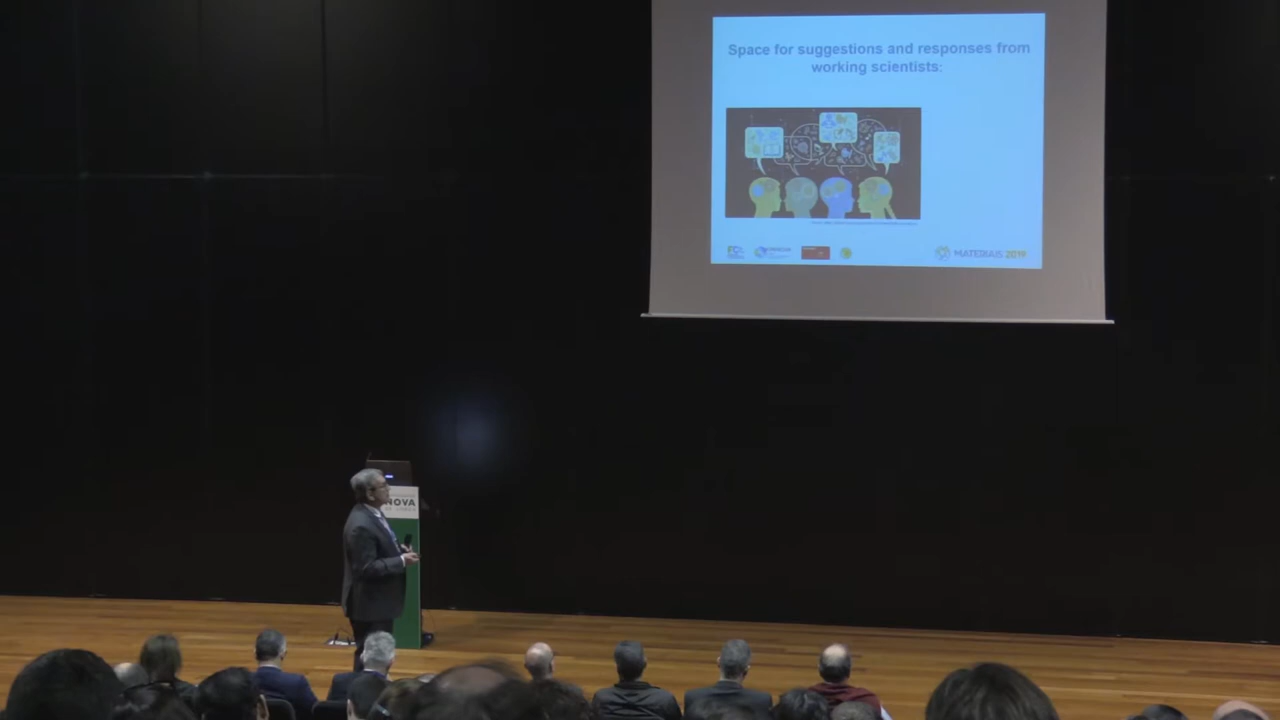 Space for suggestions and responses from
working scientists:
MATERIAIS 2019
NOVA